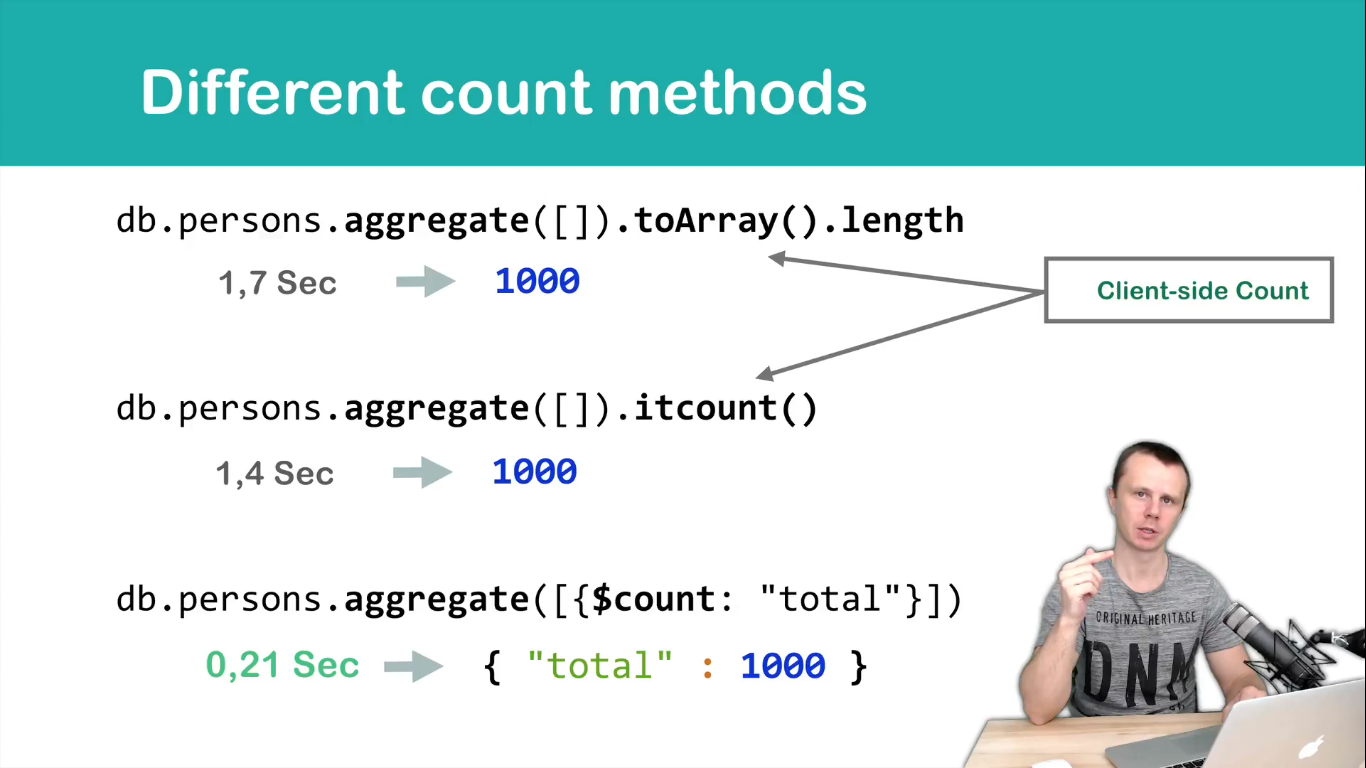 Different count methods
db.persons.aggregate([]).toArray().length
1,7 Sec 1000
Client-side Count
db.persons.aggregate([]).itcount()
1,4 Sec 1000
db.persons.aggregate([{$count: "total"}])
0,21 Sec { "total" : 1000 }
ORIGINAL HERITAGE
DNM